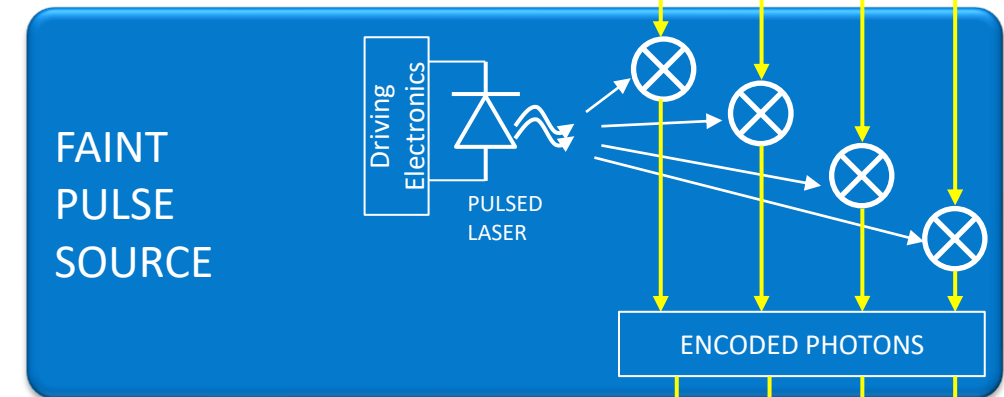 FAINT
PULSE
SOURCE
Driving
Electronics
PULSED
LASER
ENCODED PHOTONS